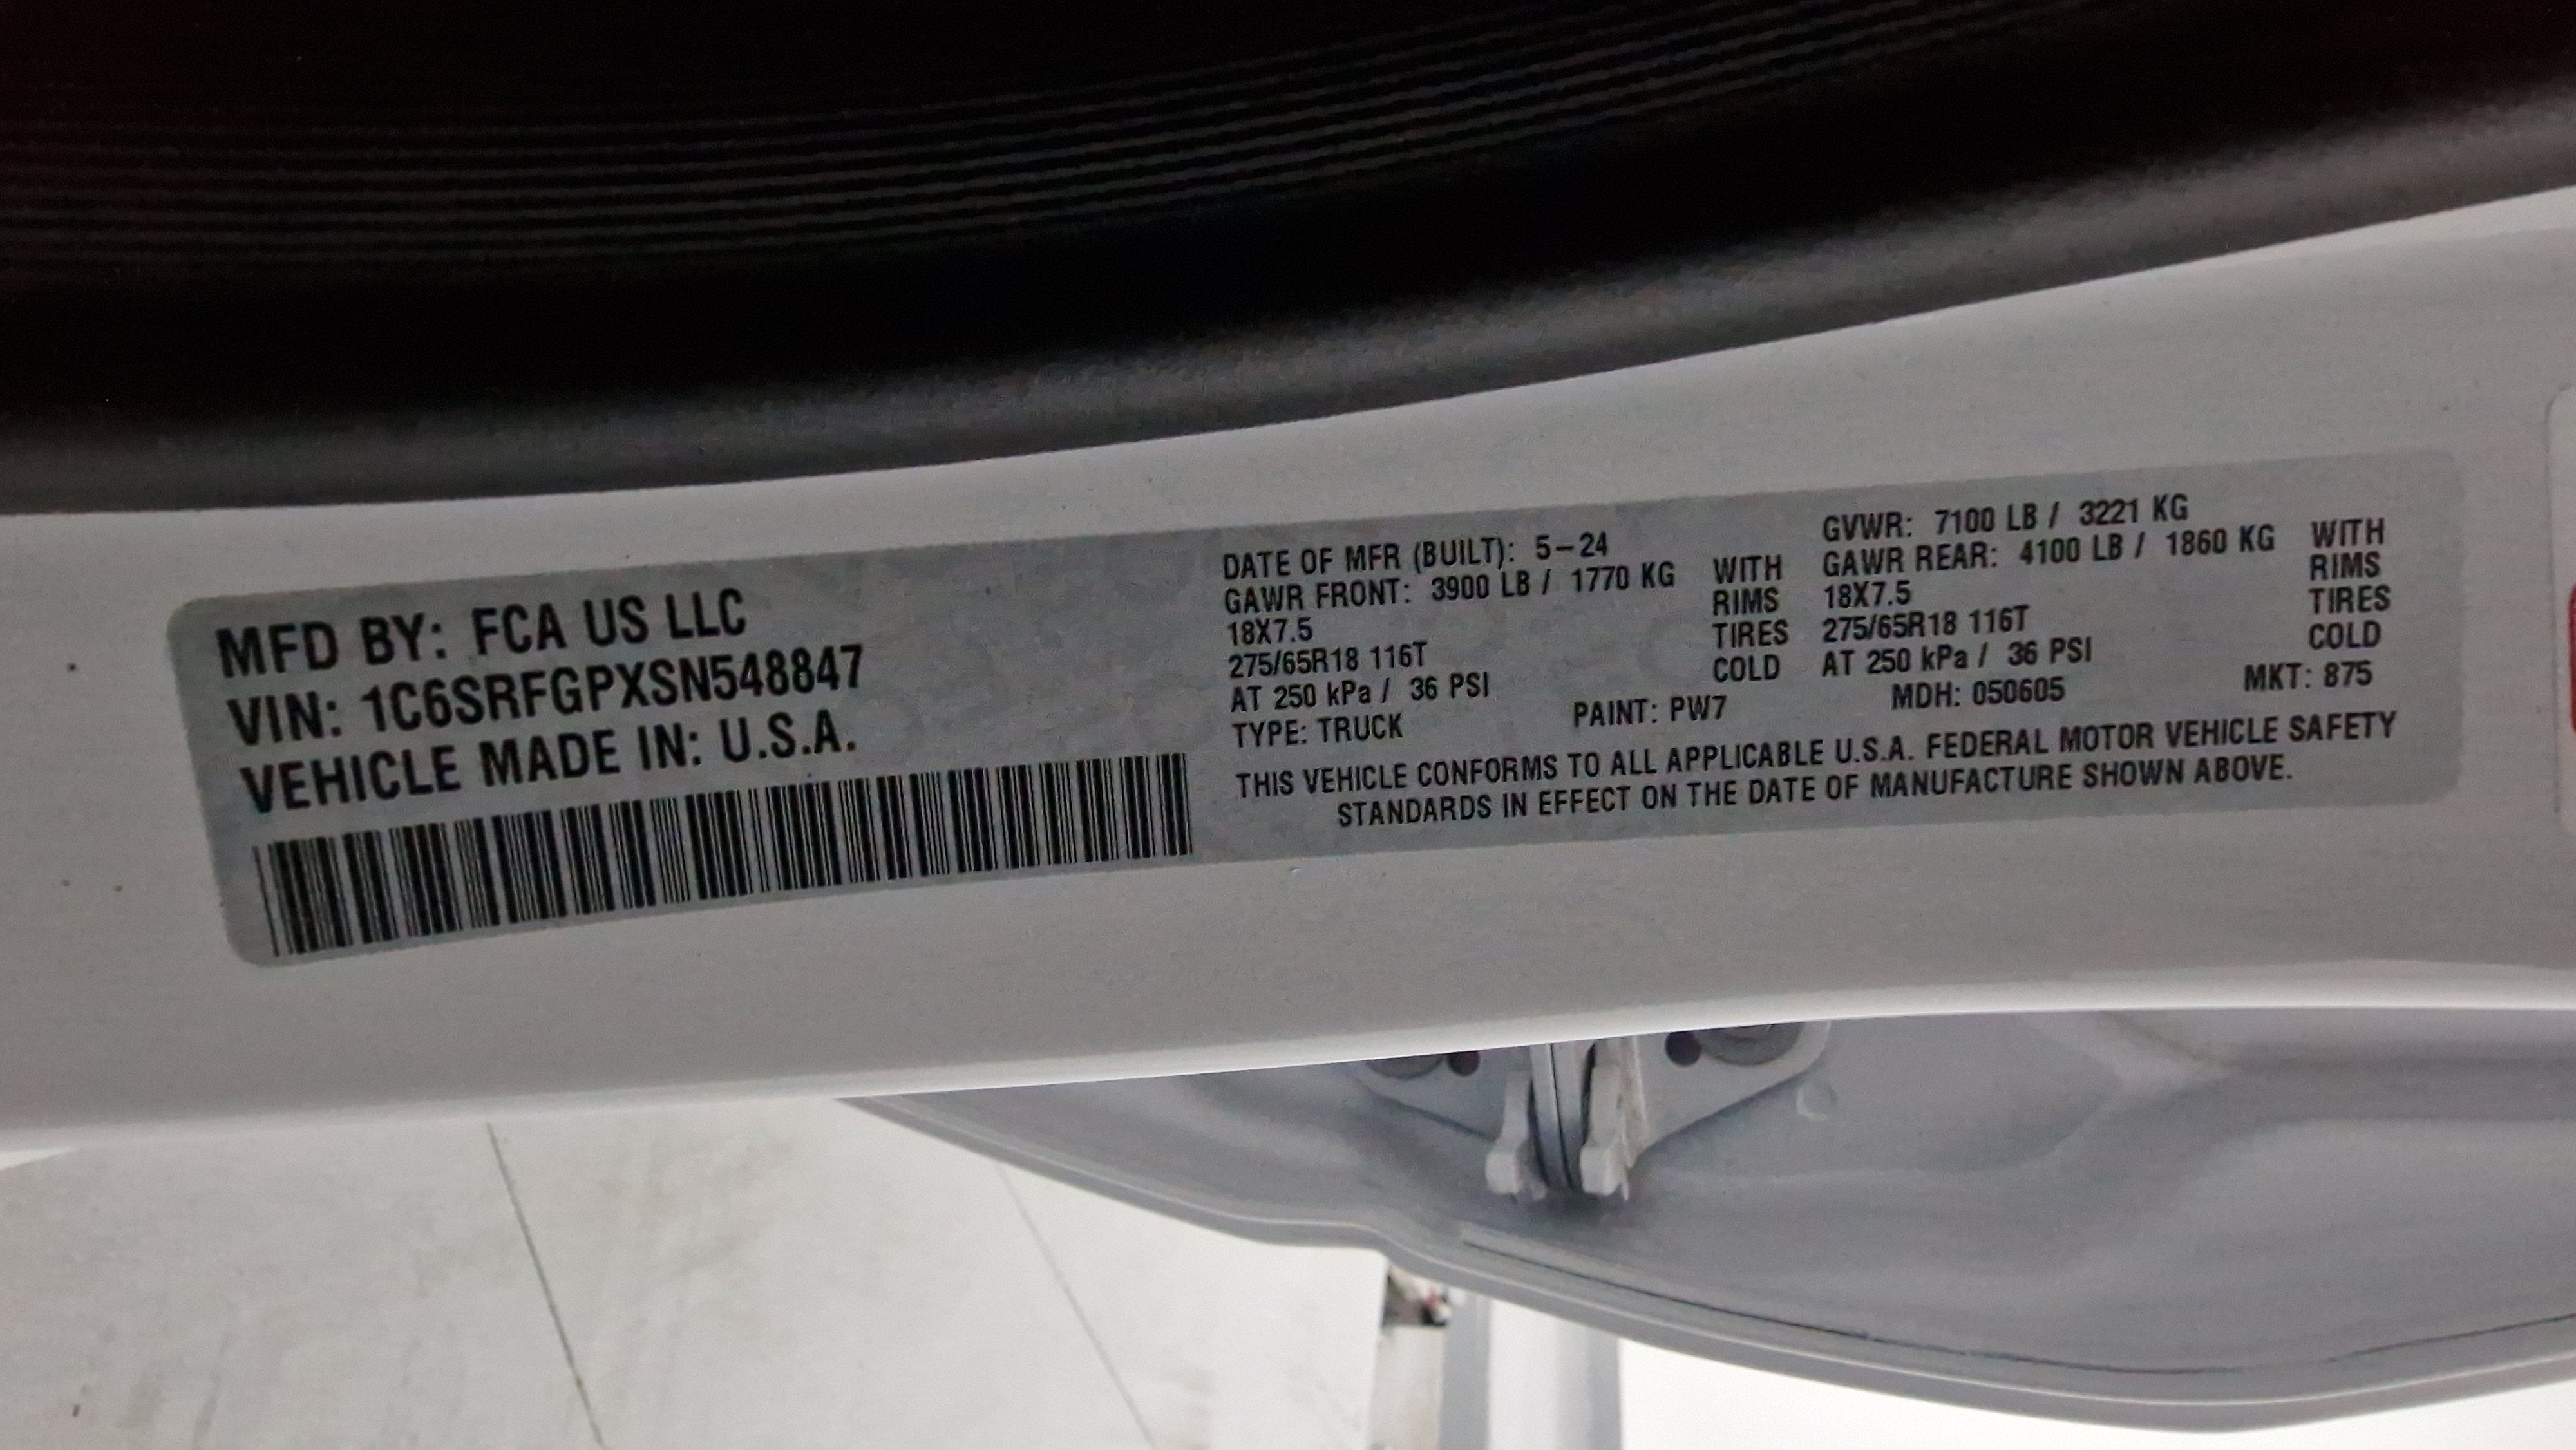 MFD BY: FCA US LLC
VIN: 1C6SRFGPXSN548847
VEHICLE MADE IN: U.S.A.
DATE OF MFR (BUILT): 5-24
GAWR FRONT: 3900 LB / 1770 KG WITH
18X7.5 RIMS
275/65R18 116T TIRES
AT 250 kPa / 36 PSI COLD
GVWR: 7100 LB / 3221 KG
GAWR REAR: 4100 LB / 1860 KG WITH
18X7.5 RIMS
275/65R18 116T TIRES
AT 250 kPa / 36 PSI COLD
TYPE: TRUCK PAINT: PW7 MDH: 050605 MKT: 875
THIS VEHICLE CONFORMS TO ALL APPLICABLE U.S.A. FEDERAL MOTOR VEHICLE SAFETY
STANDARDS IN EFFECT ON THE DATE OF MANUFACTURE SHOWN ABOVE.